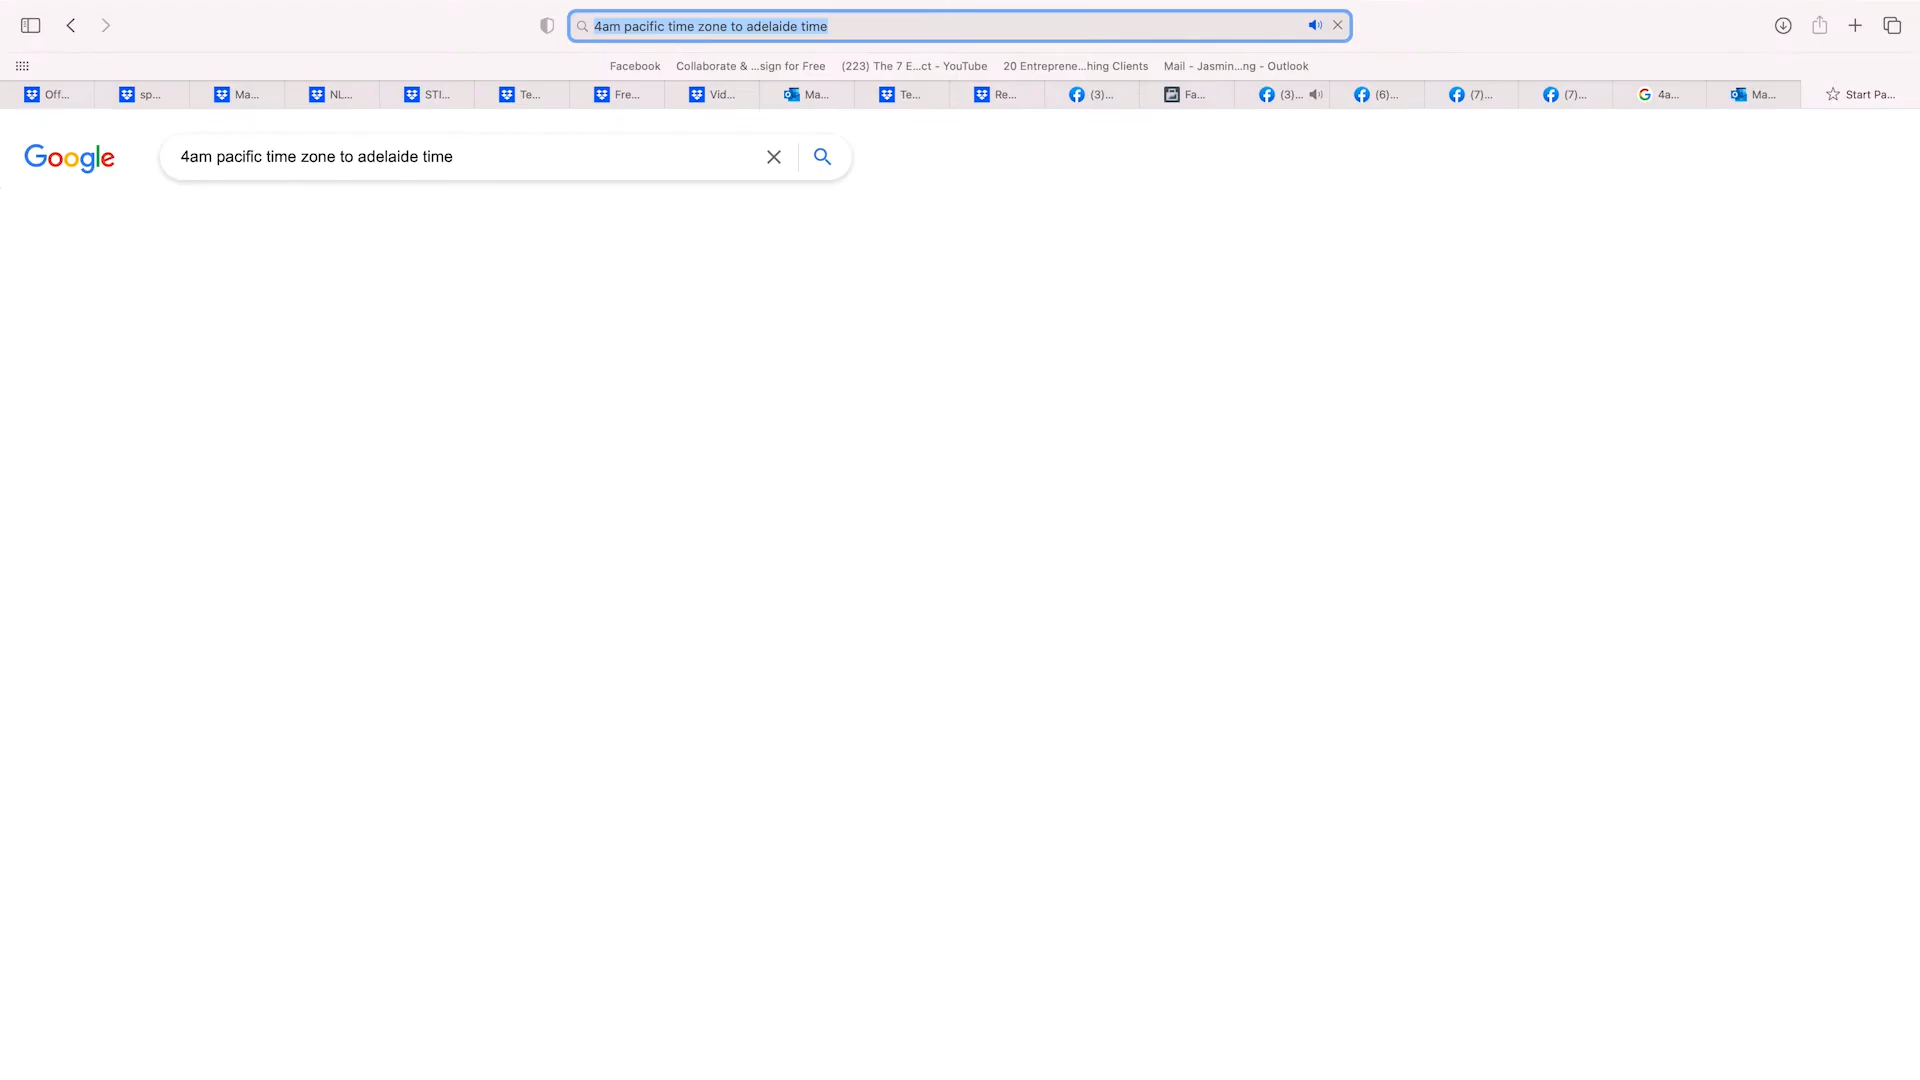 4am pacific time zone to adelaide time
Facebook Collaborate & ...sign for Free (223) The 7 E...ct - YouTube 20 Entreprene...hing Clients Mail - Jasmin...ng - Outlook
Off... sp... Ma... NL... STI... Te... Fre... Vid... Ma... Te... Re... (3)... Fa... (3)... (6)... (7)... (7)... 4a... Ma... Start Pa...
Google 4am pacific time zone to adelaide time